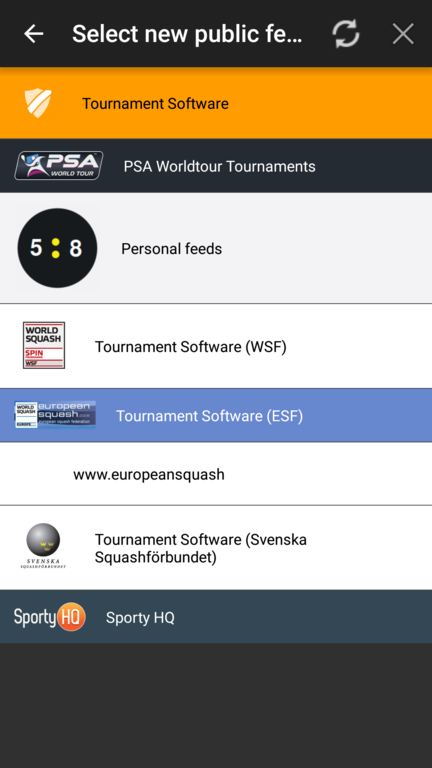 Select new public fe...
Tournament Software
PSA
WORLD TOUR
PSA Worldtour Tournaments
5:8
Personal feeds
WORLD
SQUASH
SPIN
WSF
Tournament Software (WSF)
WORLD
SQUASH
EUROPE
european
squash.com
european squash federation
Tournament Software (ESF)
www.europeansquash
SVENSKA
SQUASHFÖRBUNDET
Tournament Software (Svenska
Squashförbundet)
SportyHQ
Sporty HQ